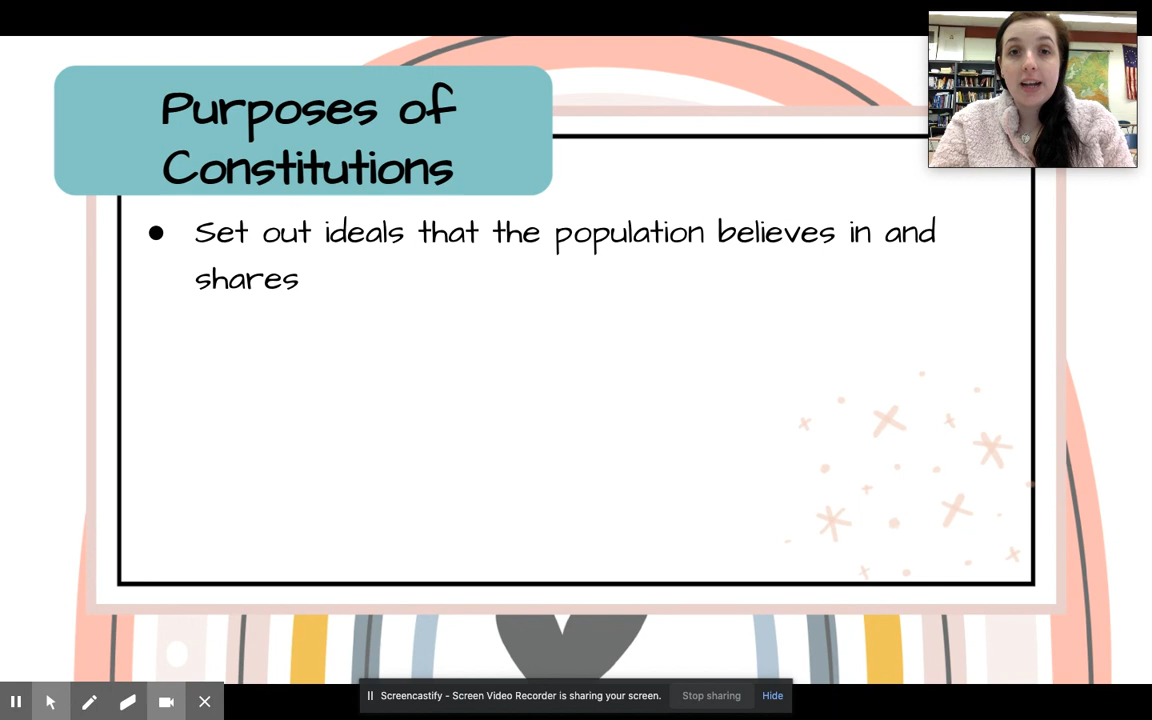 Purposes of
Constitutions
● Set out ideals that the population believes in and
shares
Screencastify - Screen Video Recorder is sharing your screen.
Stop sharing
Hide